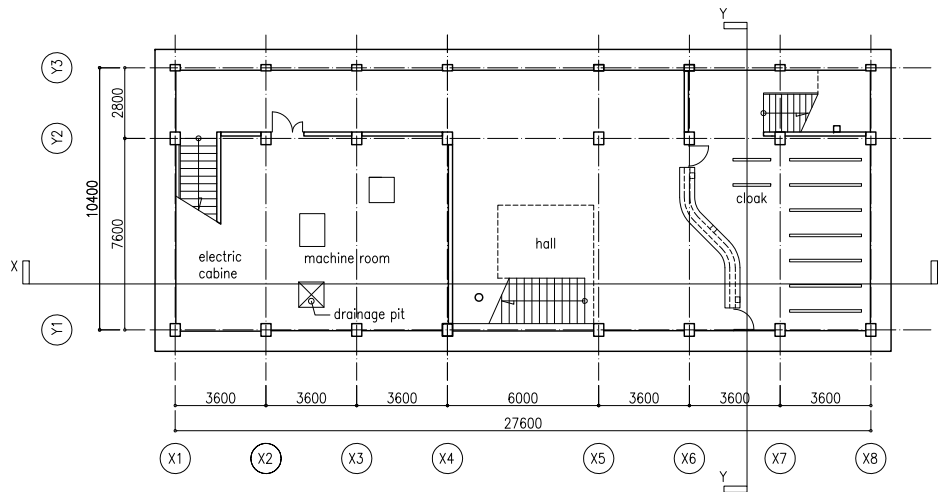 Y
Y3
2800
Y2
10400
7600
cloak
hall
electric
cabine
machine room
X
drainage pit
Y1
3600
3600
3600
6000
3600
3600
3600
27600
X1
X2
X3
X4
X5
X6
X7
X8
Y